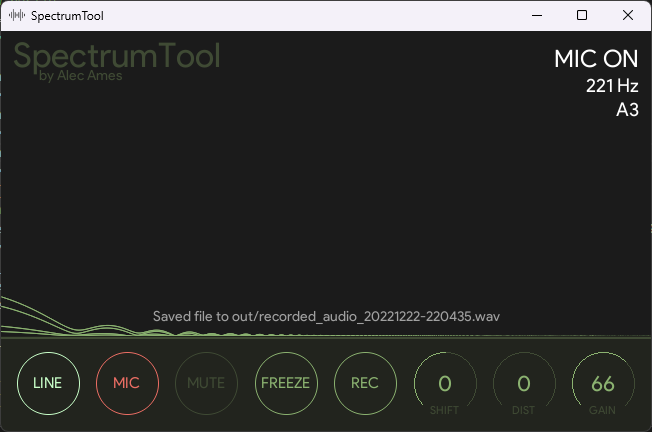 SpectrumTool
SpectrumTool
by Alec Ames
MIC ON
221 Hz
A3
Saved file to out/recorded_audio_20221222-220435.wav
LINE
MIC
MUTE
FREEZE
REC
0
SHIFT
0
DIST
66
GAIN